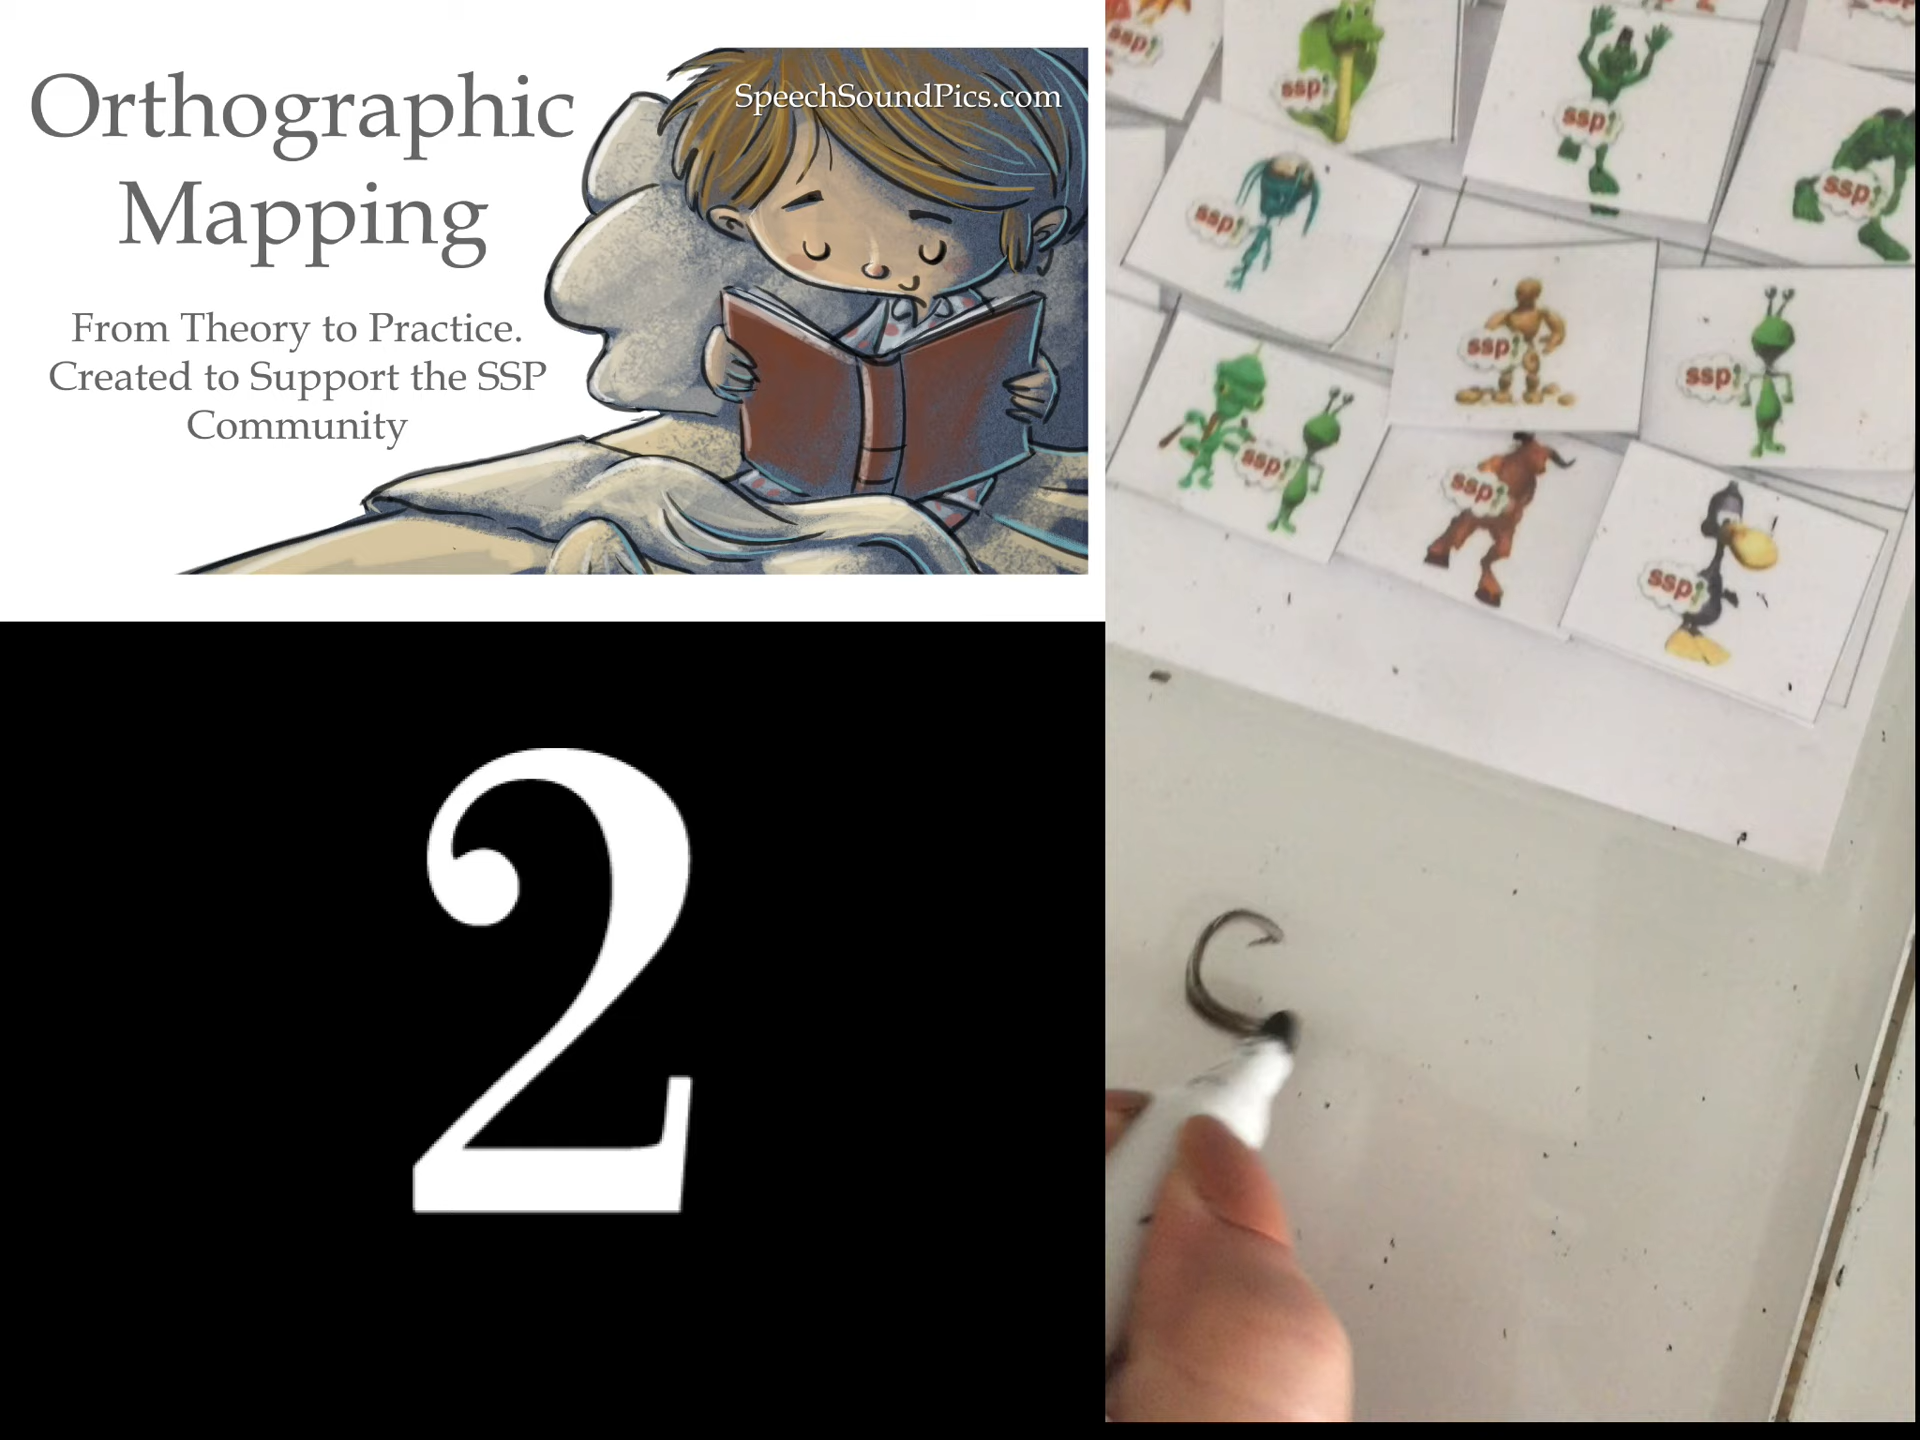 Orthographic
Mapping
From Theory to Practice.
Created to Support the SSP
Community
SpeechSoundPics.com
2
ssp!
ssp!
ssp!
ssp!
ssp!
ssp!
ssp!
ssp!
ssp!
ssp!
c